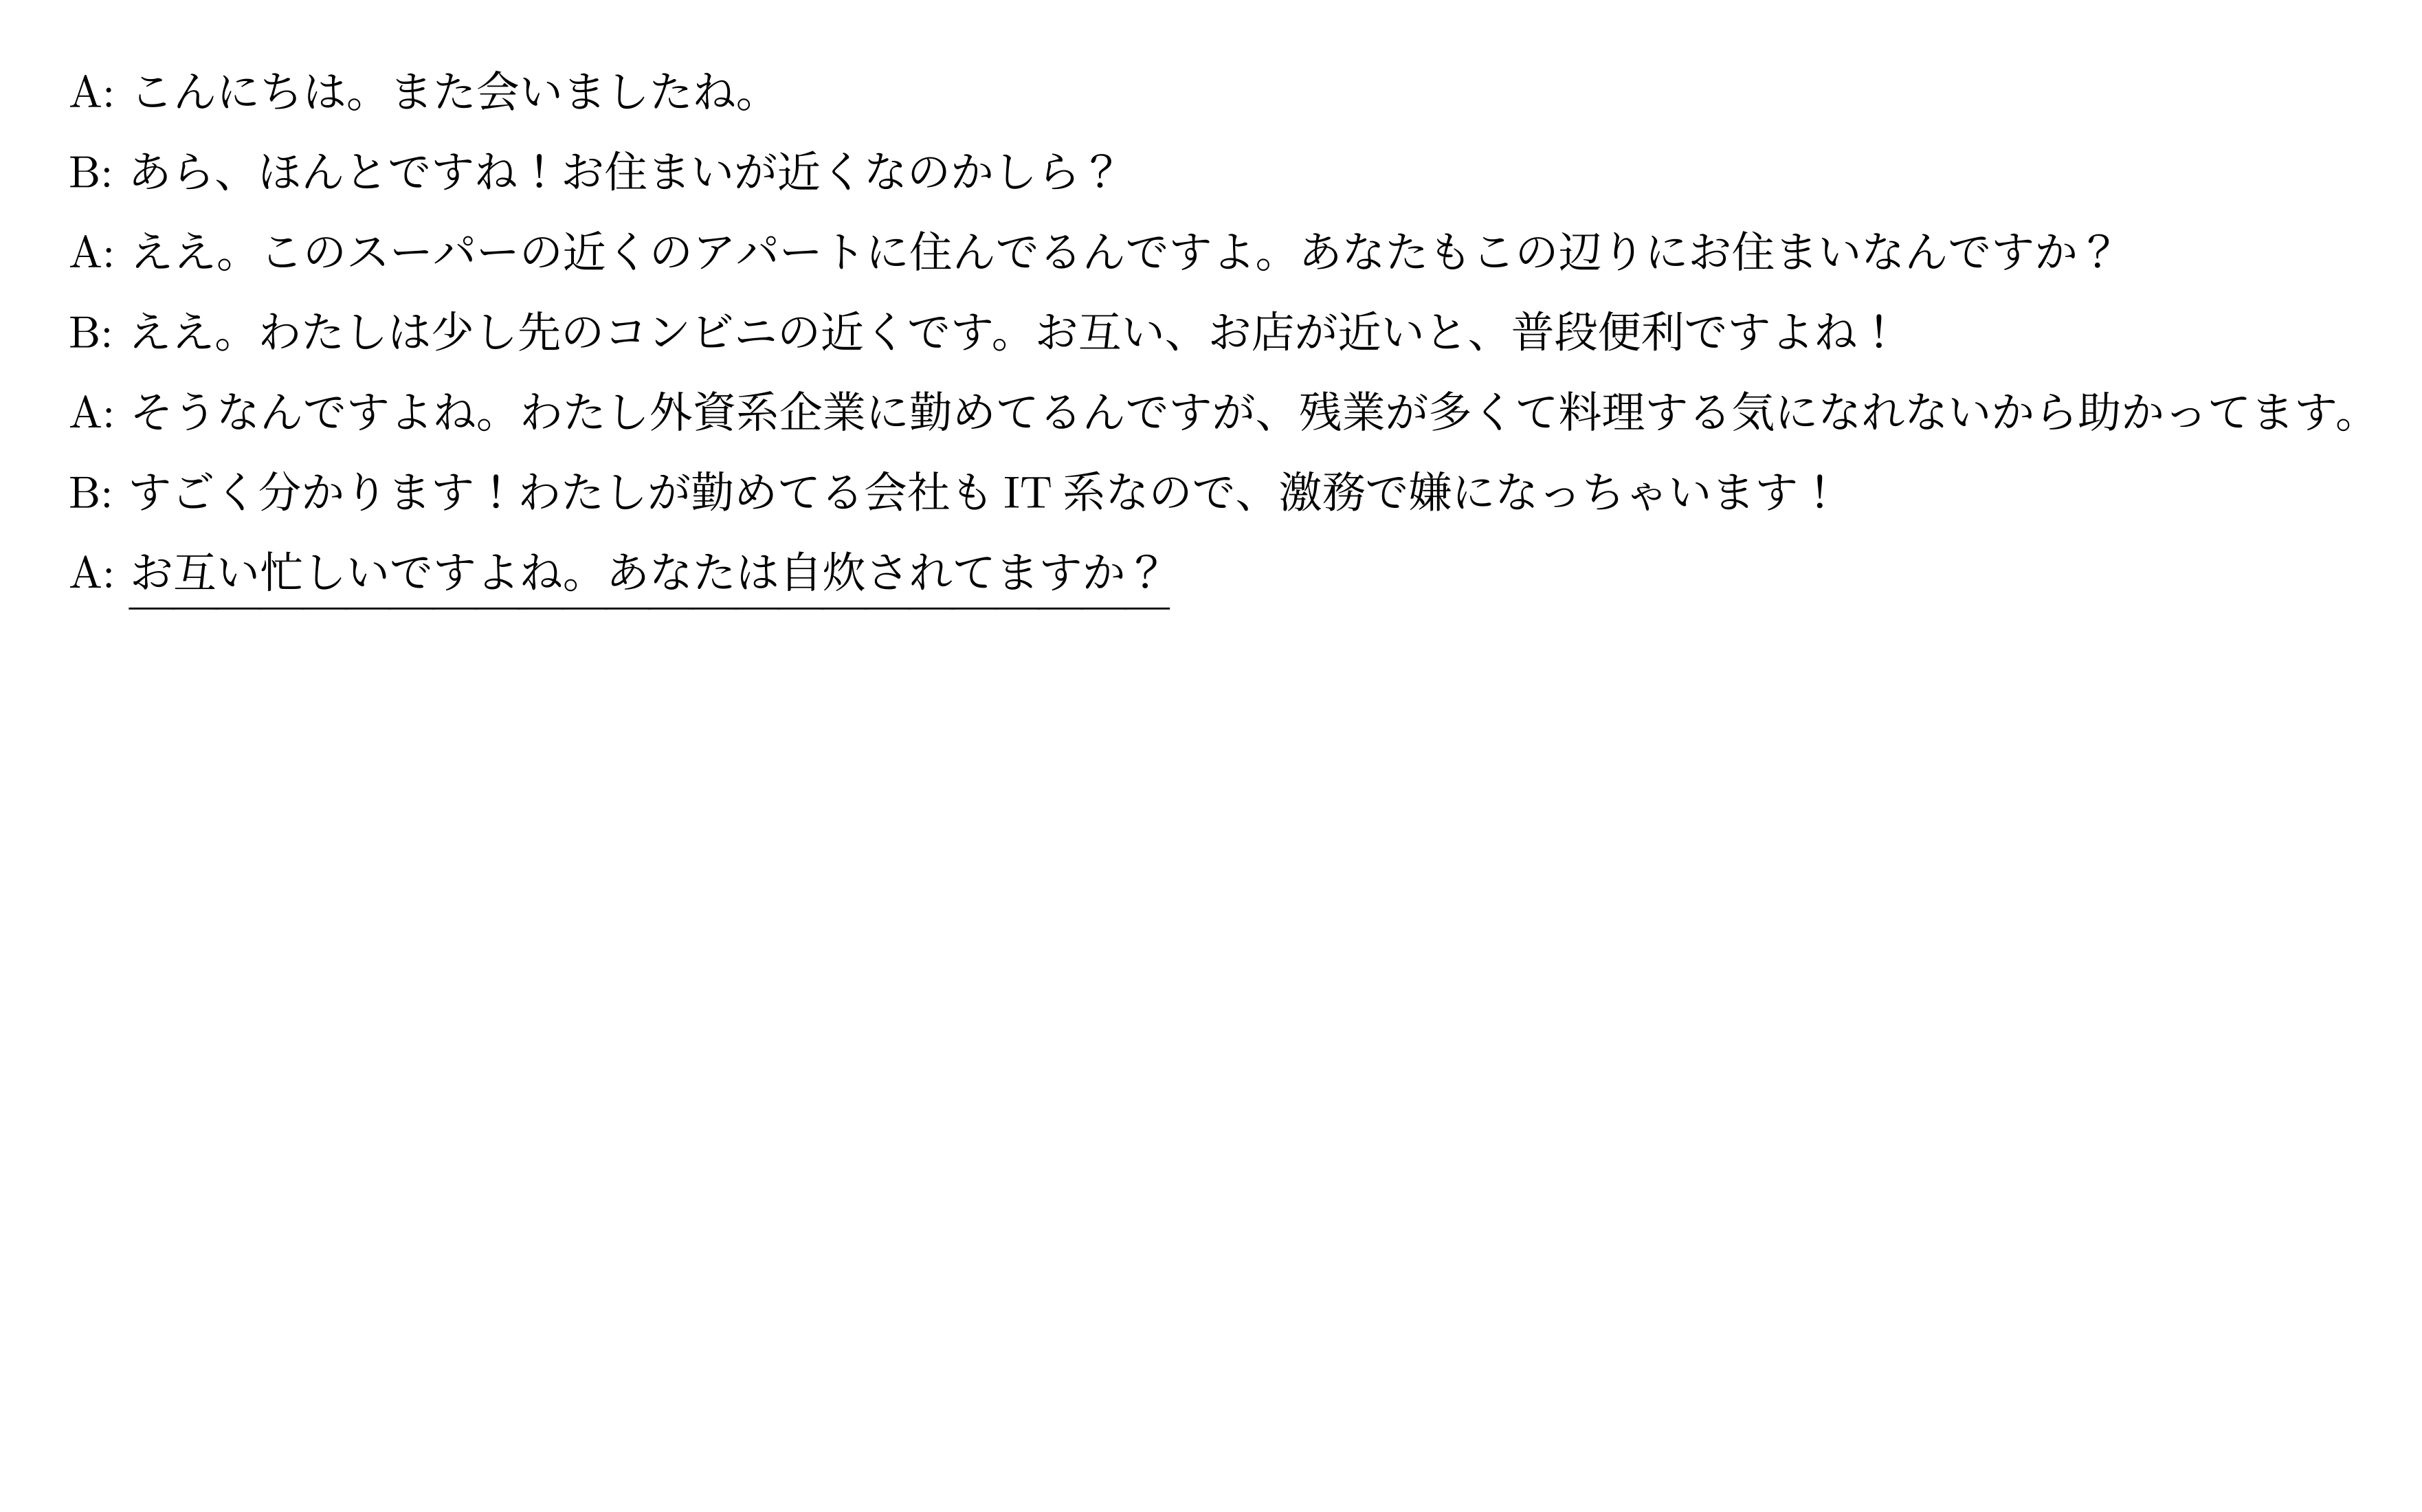 A: こんにちは。また会いましたね。
B: あら、ほんとですね！お住まいが近くなのかしら？
A: ええ。このスーパーの近くのアパートに住んでるんですよ。あなたもこの辺りにお住まいなんですか？
B: ええ。わたしは少し先のコンビニの近くです。お互い、お店が近いと、普段便利ですよね！
A: そうなんですよね。わたし外資系企業に勤めてるんですが、残業が多くて料理する気になれないから助かってます。
B: すごく分かります！わたしが勤めてる会社も IT 系なので、激務で嫌になっちゃいます！
A: お互い忙しいですよね。あなたは自炊されてますか？